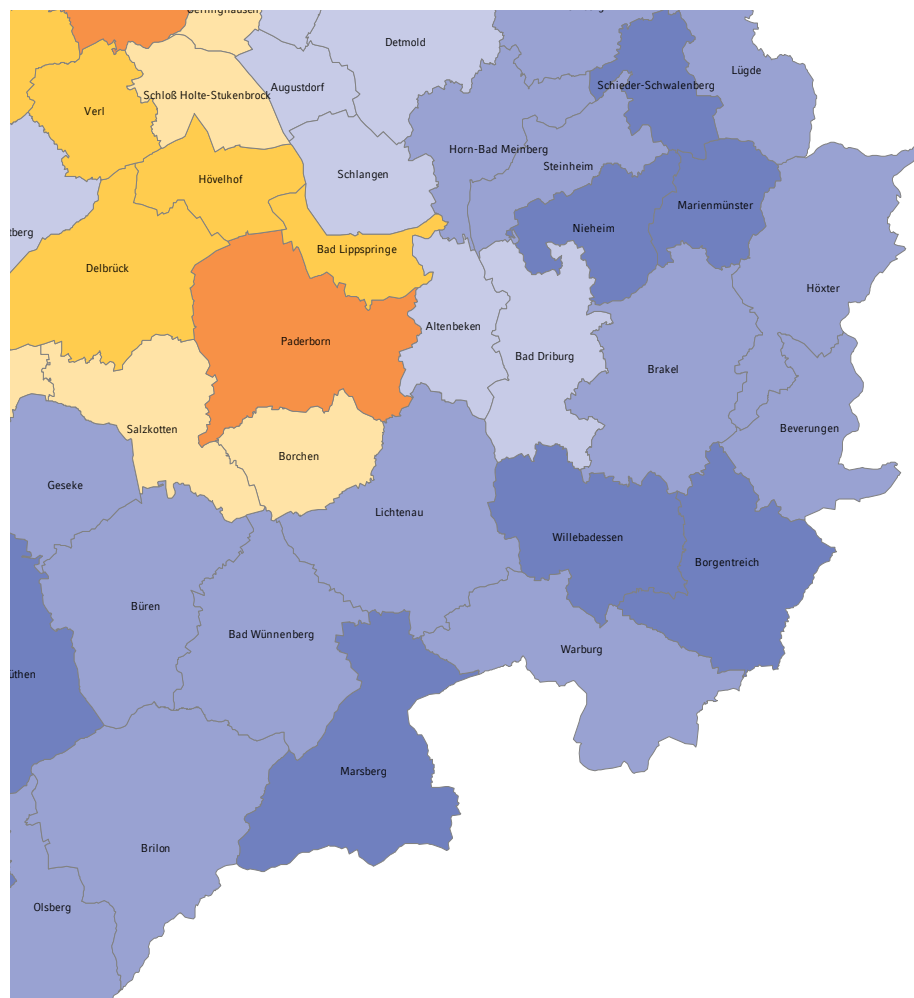 Detmold
Lügde
Schieder-Schwalenberg
Augustdorf
Schloß Holte-Stukenbrock
Verl
Horn-Bad Meinberg
Steinheim
Schlangen
Hövelhof
Marienmünster
Nieheim
Bad Lippspringe
Delbrück
Höxter
Altenbeken
Paderborn
Bad Driburg
Brakel
Beverungen
Salzkotten
Borchen
Geseke
Lichtenau
Willebadessen
Borgentreich
Büren
Bad Wünnenberg
Warburg
üthen
Marsberg
Brilon
Olsberg